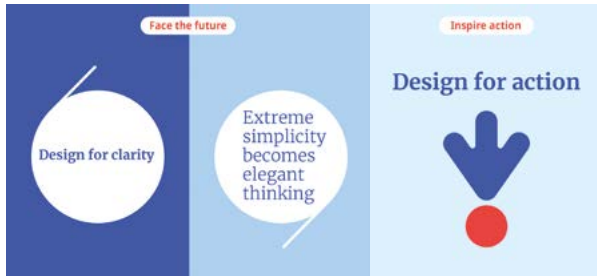 Face the future
Design for clarity
Extreme
simplicity
becomes
elegant
thinking
Inspire action
Design for action